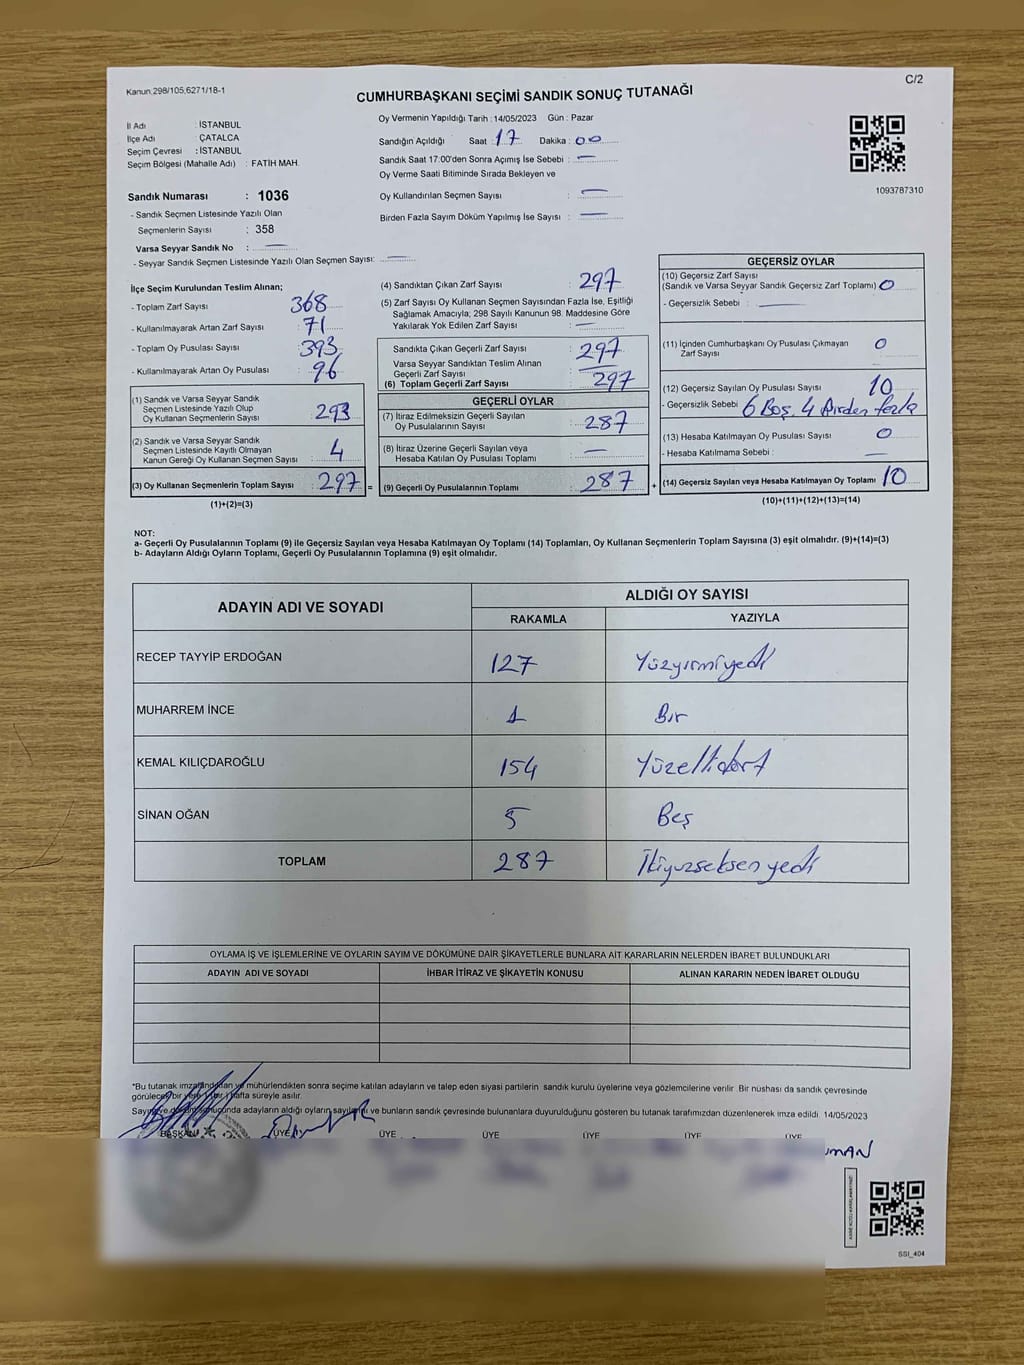 Kanun.298/105,6271/18-1
C/2
CUMHURBAŞKANI SEÇİMİ SANDIK SONUÇ TUTANAĞI
İl Adı : İSTANBUL
İlçe Adı : ÇATALCA
Seçim Çevresi : İSTANBUL
Seçim Bölgesi (Mahalle Adı) : FATİH MAH.
Sandık Numarası : 1036
- Sandık Seçmen Listesinde Yazılı Olan
Seçmenlerin Sayısı : 358
Varsa Seyyar Sandık No : —
- Seyyar Sandık Seçmen Listesinde Yazılı Olan Seçmen Sayısı: —
Oy Vermenin Yapıldığı Tarih : 14/05/2023 Gün : Pazar
Sandığın Açıldığı Saat : 17 Dakika : 00
Sandık Saat 17:00'den Sonra Açımış İse Sebebi : —
Oy Verme Saati Bitiminde Sırada Bekleyen ve
Oy Kullandırılan Seçmen Sayısı : —
Birden Fazla Sayım Döküm Yapılmış İse Sayısı : —
1093787310
İlçe Seçim Kurulundan Teslim Alınan;
- Toplam Zarf Sayısı : 368
- Kullanılmayarak Artan Zarf Sayısı : 71
- Toplam Oy Pusulası Sayısı : 393
- Kullanılmayarak Artan Oy Pusulası : 96
(1) Sandık ve Varsa Seyyar Sandık
Seçmen Listesinde Yazılı Olup
Oy Kullanan Seçmenlerin Sayısı : 293
(2) Sandık ve Varsa Seyyar Sandık
Seçmen Listesinde Kayıtlı Olmayan
Kanun Gereği Oy Kullanan Seçmen Sayısı : 4
(3) Oy Kullanan Seçmenlerin Toplam Sayısı : 297 =
(1)+(2)=(3)
(4) Sandıktan Çıkan Zarf Sayısı : 297
(5) Zarf Sayısı Oy Kullanan Seçmen Sayısından Fazla İse, Eşitliği
Sağlamak Amacıyla; 298 Sayılı Kanunun 98. Maddesine Göre
Yakılarak Yok Edilen Zarf Sayısı : —
Sandıkta Çıkan Geçerli Zarf Sayısı : 297
Varsa Seyyar Sandıktan Teslim Alınan
Geçerli Zarf Sayısı : —
(6) Toplam Geçerli Zarf Sayısı : 297
GEÇERLİ OYLAR
(7) İtiraz Edilmeksizin Geçerli Sayılan
Oy Pusulalarının Sayısı : 287
(8) İtiraz Üzerine Geçerli Sayılan veya
Hesaba Katılan Oy Pusulası Toplamı : —
(9) Geçerli Oy Pusulalarının Toplamı : 287 +
GEÇERSİZ OYLAR
(10) Geçersiz Zarf Sayısı
(Sandık ve Varsa Seyyar Sandık Geçersiz Zarf Toplamı) 0
- Geçersizlik Sebebi : —
(11) İçinden Cumhurbaşkanı Oy Pusulası Çıkmayan
Zarf Sayısı : 0
(12) Geçersiz Sayılan Oy Pusulası Sayısı : 10
- Geçersizlik Sebebi : 6 Boş, 4 Birden fazla
(13) Hesaba Katılmayan Oy Pusulası Sayısı : 0
- Hesaba Katılmama Sebebi : —
(14) Geçersiz Sayılan veya Hesaba Katılmayan Oy Toplamı : 10
(10)+(11)+(12)+(13)=(14)
NOT:
a- Geçerli Oy Pusulalarının Toplamı (9) ile Geçersiz Sayılan veya Hesaba Katılmayan Oy Toplamı (14) Toplamları, Oy Kullanan Seçmenlerin Toplam Sayısına (3) eşit olmalıdır. (9)+(14)=(3)
b- Adayların Aldığı Oyların Toplamı, Geçerli Oy Pusulalarının Toplamına (9) eşit olmalıdır.
ADAYIN ADI VE SOYADI ALDIĞI OY SAYISI
RAKAMLA YAZIYLA
RECEP TAYYİP ERDOĞAN 127 Yüzyirmiyedi
MUHARREM İNCE 1 Bir
KEMAL KILIÇDAROĞLU 154 Yüzellidört
SİNAN OĞAN 5 Beş
TOPLAM 287 İkiyüzseksenyedi
OYLAMA İŞ VE İŞLEMLERİNE VE OYLARIN SAYIM VE DÖKÜMÜNE DAİR ŞİKAYETLERLE BUNLARA AİT KARARLARIN NELERDEN İBARET BULUNDUKLARI
ADAYIN ADI VE SOYADI İHBAR İTİRAZ VE ŞİKAYETİN KONUSU ALINAN KARARIN NEDEN İBARET OLDUĞU
*Bu tutanak mühürlendikten sonra seçime katılan adayların ve talep eden siyasi partilerin sandık kurulu üyelerine veya gözlemcilerine verilir. Bir nüshası da sandık çevresinde
görülecek bir yere hafta süreyle asılır.
adayların aldığı oyların ve bunların sandık çevresinde bulunanlara duyurulduğunu gösteren bu tutanak tarafımızdan düzenlenerek imza edildi. 14/05/2023
BAŞKAN ÜYE ÜYE ÜYE ÜYE ÜYE ÜYE
SSI_404